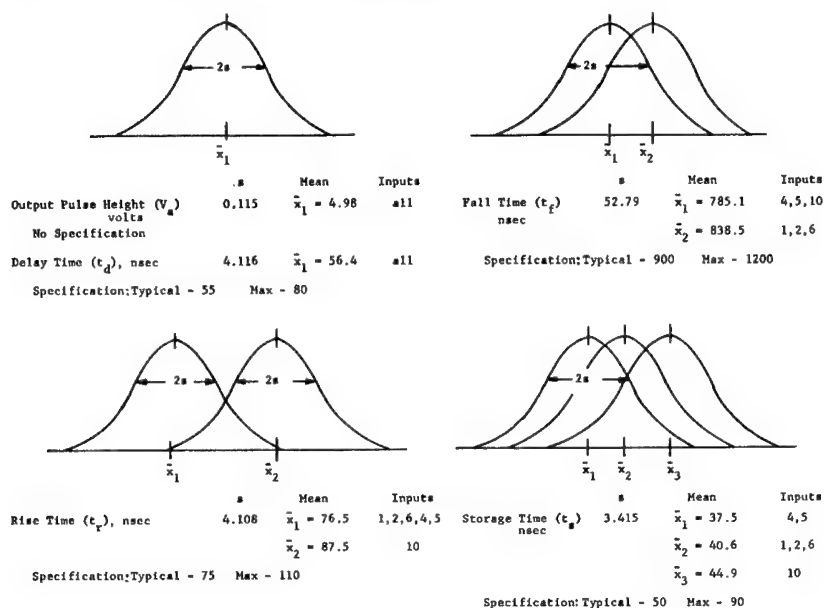 2s
x̄1
s Mean Inputs
Output Pulse Height (Va) 0.115 x̄1 = 4.98 all
volts
No Specification
Delay Time (td), nsec 4.116 x̄1 = 56.4 all
Specification:Typical - 55 Max - 80
2s
x̄1 x̄2
s Mean Inputs
Fall Time (tf) 52.79 x̄1 = 785.1 4,5,10
nsec
x̄2 = 838.5 1,2,6
Specification:Typical - 900 Max - 1200
2s 2s
x̄1 x̄2
s Mean Inputs
Rise Time (tr), nsec 4.108 x̄1 = 76.5 1,2,6,4,5
x̄2 = 87.5 10
Specification:Typical - 75 Max - 110
2s
x̄1 x̄2 x̄3
s Mean Inputs
Storage Time (ts) 3.415 x̄1 = 37.5 4,5
nsec
x̄2 = 40.6 1,2,6
x̄3 = 44.9 10
Specification:Typical - 50 Max - 90